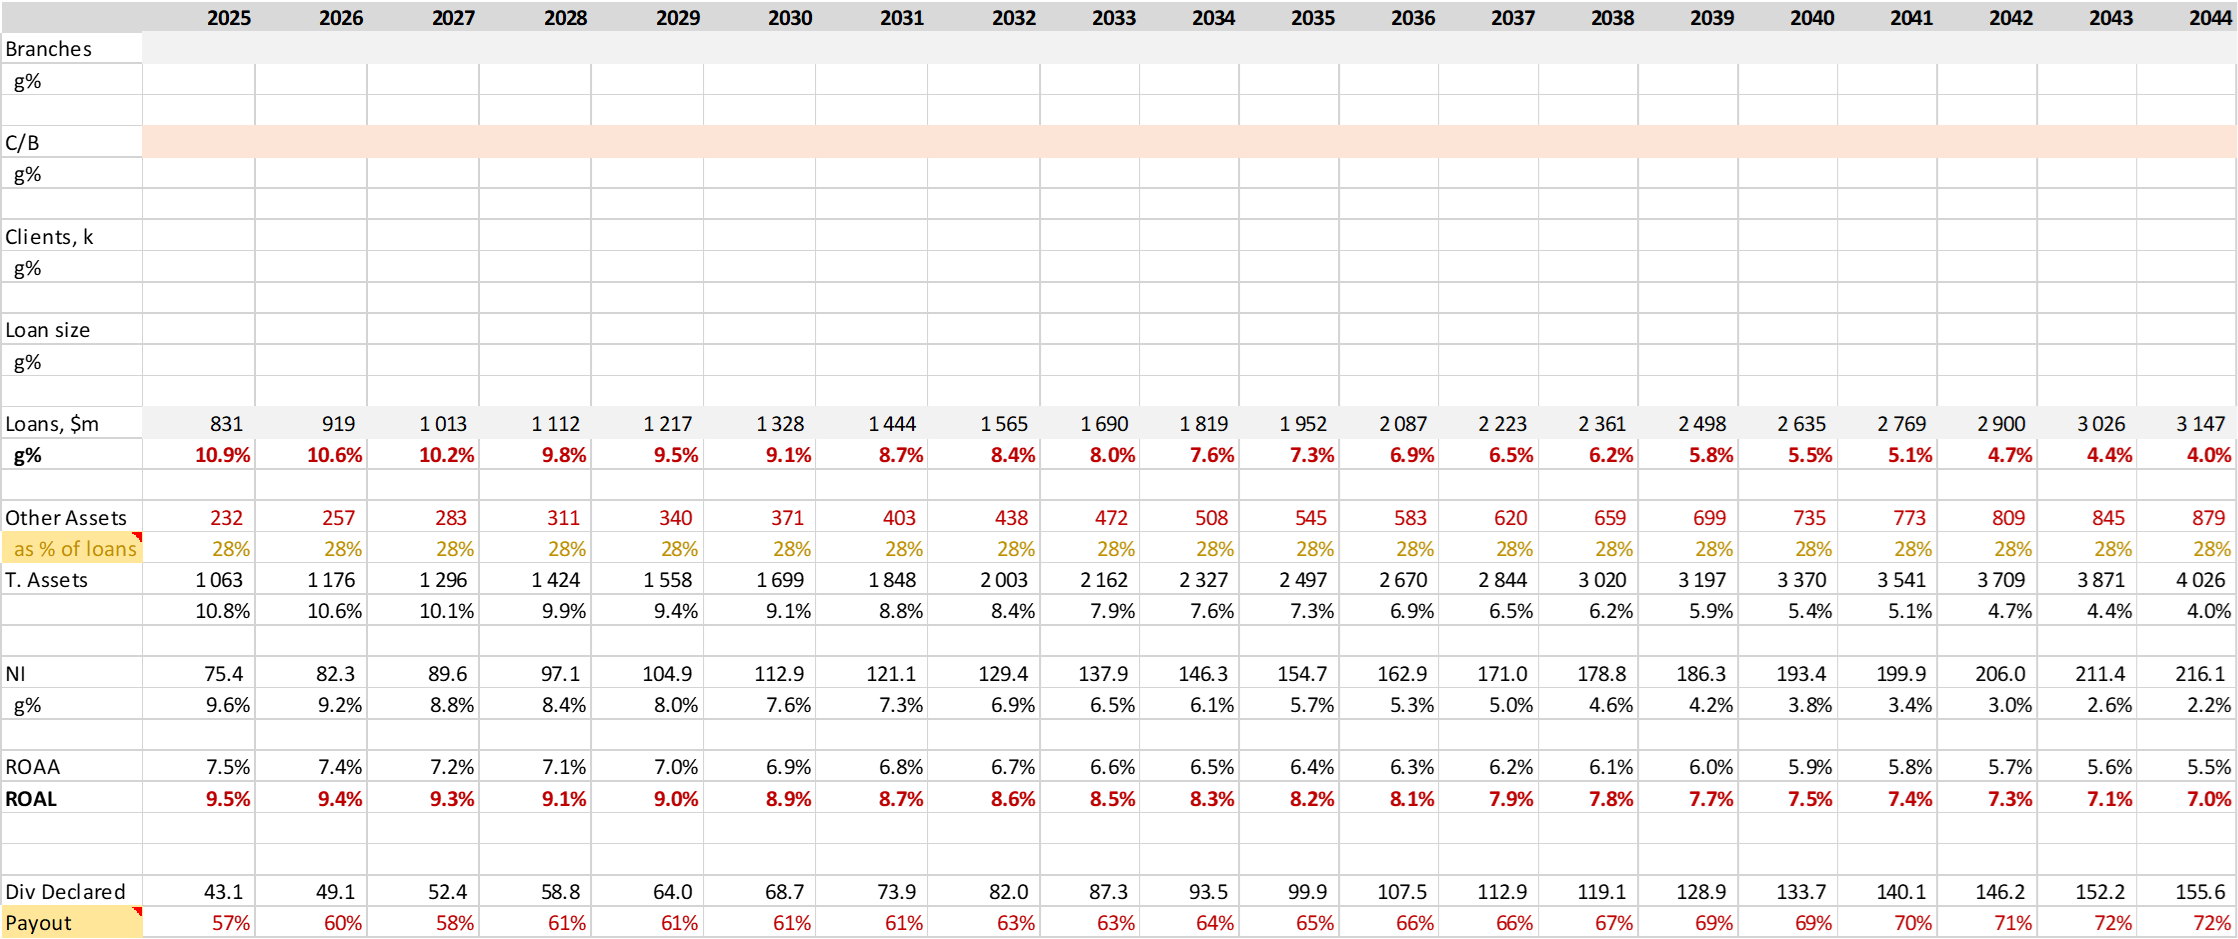 2025 2026 2027 2028 2029 2030 2031 2032 2033 2034 2035 2036 2037 2038 2039 2040 2041 2042 2043 2044
Branches
g%
C/B
g%
Clients, k
g%
Loan size
g%
Loans, $m 831 919 1 013 1 112 1 217 1 328 1 444 1 565 1 690 1 819 1 952 2 087 2 223 2 361 2 498 2 635 2 769 2 900 3 026 3 147
g% 10.9% 10.6% 10.2% 9.8% 9.5% 9.1% 8.7% 8.4% 8.0% 7.6% 7.3% 6.9% 6.5% 6.2% 5.8% 5.5% 5.1% 4.7% 4.4% 4.0%
Other Assets 232 257 283 311 340 371 403 438 472 508 545 583 620 659 699 735 773 809 845 879
as % of loans 28% 28% 28% 28% 28% 28% 28% 28% 28% 28% 28% 28% 28% 28% 28% 28% 28% 28% 28% 28%
T. Assets 1 063 1 176 1 296 1 424 1 558 1 699 1 848 2 003 2 162 2 327 2 497 2 670 2 844 3 020 3 197 3 370 3 541 3 709 3 871 4 026
10.8% 10.6% 10.1% 9.9% 9.4% 9.1% 8.8% 8.4% 7.9% 7.6% 7.3% 6.9% 6.5% 6.2% 5.9% 5.4% 5.1% 4.7% 4.4% 4.0%
NI 75.4 82.3 89.6 97.1 104.9 112.9 121.1 129.4 137.9 146.3 154.7 162.9 171.0 178.8 186.3 193.4 199.9 206.0 211.4 216.1
g% 9.6% 9.2% 8.8% 8.4% 8.0% 7.6% 7.3% 6.9% 6.5% 6.1% 5.7% 5.3% 5.0% 4.6% 4.2% 3.8% 3.4% 3.0% 2.6% 2.2%
ROAA 7.5% 7.4% 7.2% 7.1% 7.0% 6.9% 6.8% 6.7% 6.6% 6.5% 6.4% 6.3% 6.2% 6.1% 6.0% 5.9% 5.8% 5.7% 5.6% 5.5%
ROAL 9.5% 9.4% 9.3% 9.1% 9.0% 8.9% 8.7% 8.6% 8.5% 8.3% 8.2% 8.1% 7.9% 7.8% 7.7% 7.5% 7.4% 7.3% 7.1% 7.0%
Div Declared 43.1 49.1 52.4 58.8 64.0 68.7 73.9 82.0 87.3 93.5 99.9 107.5 112.9 119.1 128.9 133.7 140.1 146.2 152.2 155.6
Payout 57% 60% 58% 61% 61% 61% 61% 63% 63% 64% 65% 66% 66% 67% 69% 69% 70% 71% 72% 72%